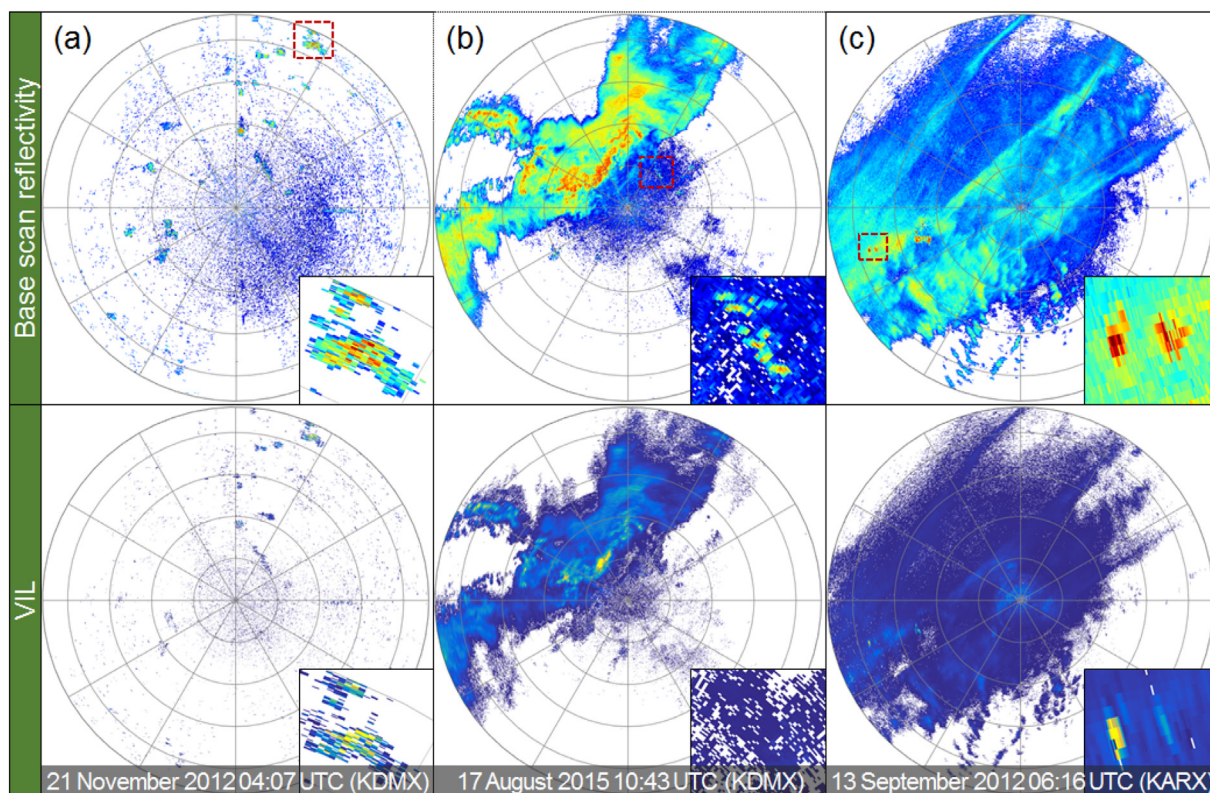 (a)
(b)
(c)
Base scan reflectivity
VIL
21 November 2012 04:07 UTC (KDMX)
17 August 2015 10:43 UTC (KDMX)
13 September 2012 06:16 UTC (KARX)